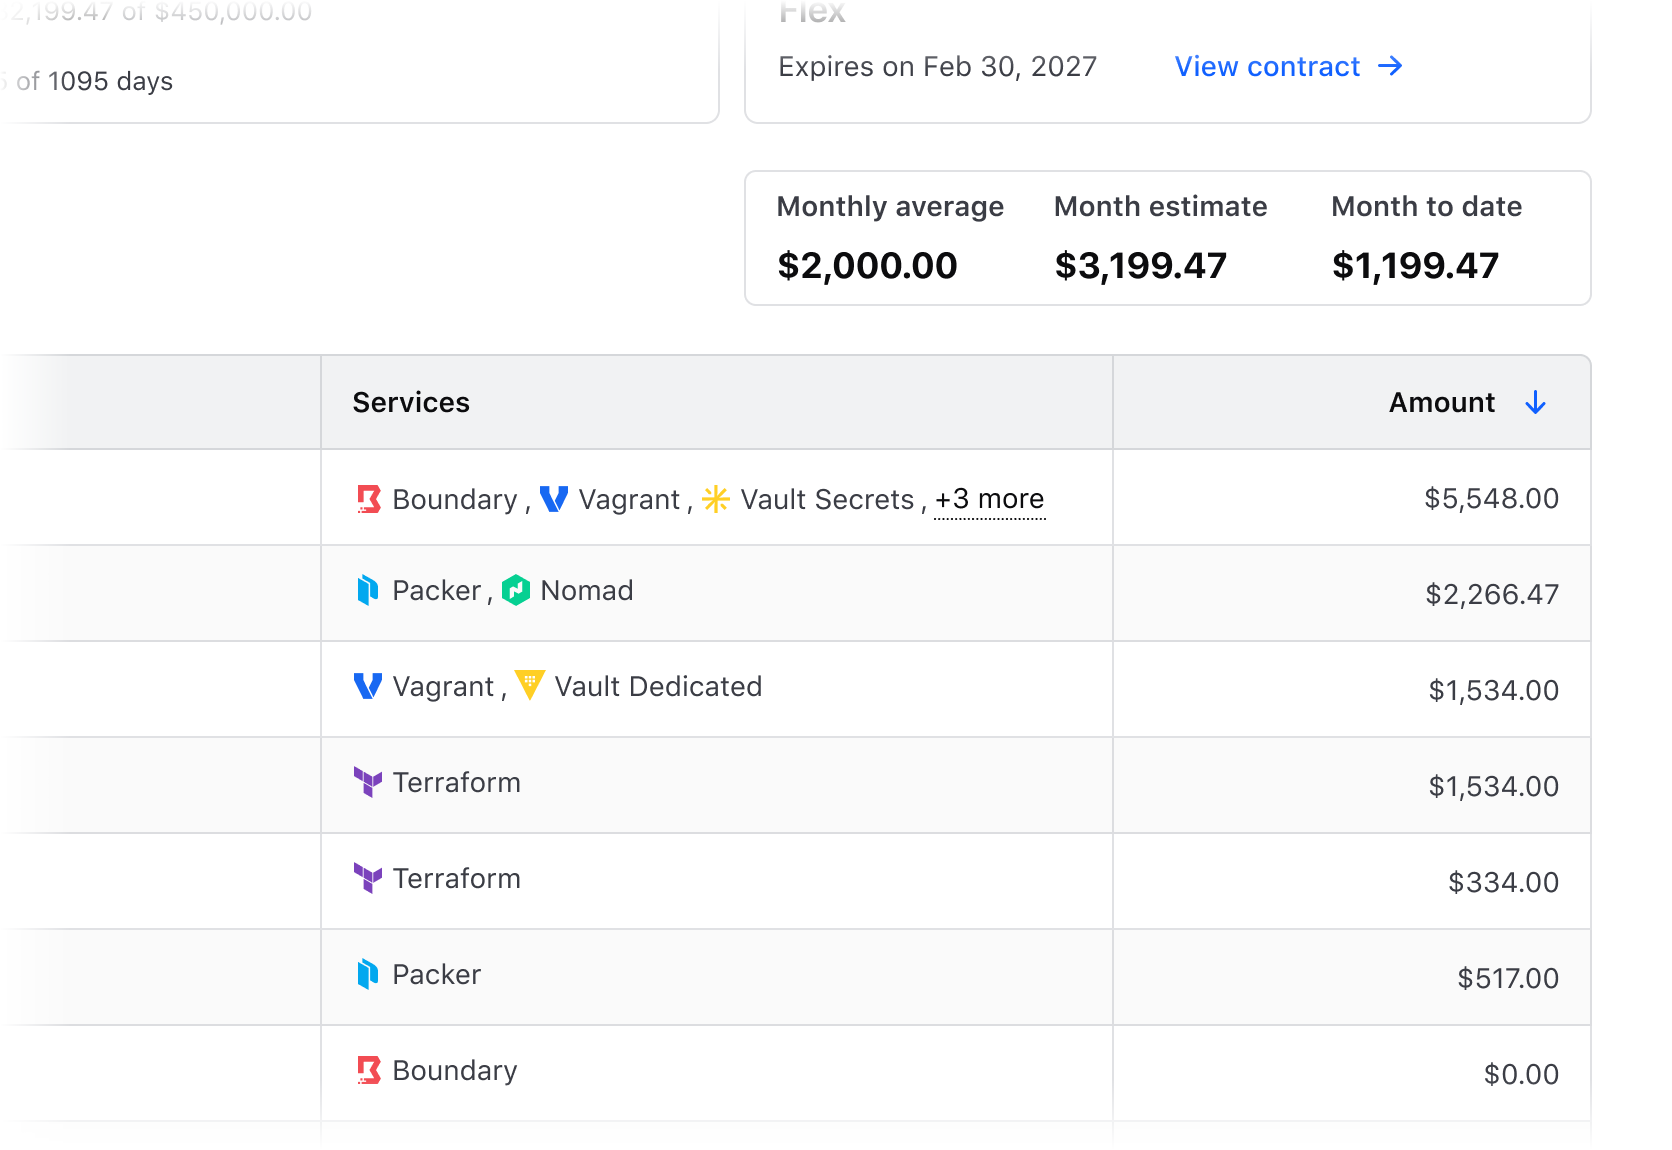 2,199.47 of $450,000.00
of 1095 days
Flex
Expires on Feb 30, 2027 View contract
Monthly average Month estimate Month to date
$2,000.00 $3,199.47 $1,199.47
Services Amount
Boundary , Vagrant , Vault Secrets , +3 more $5,548.00
Packer , Nomad $2,266.47
Vagrant , Vault Dedicated $1,534.00
Terraform $1,534.00
Terraform $334.00
Packer $517.00
Boundary $0.00